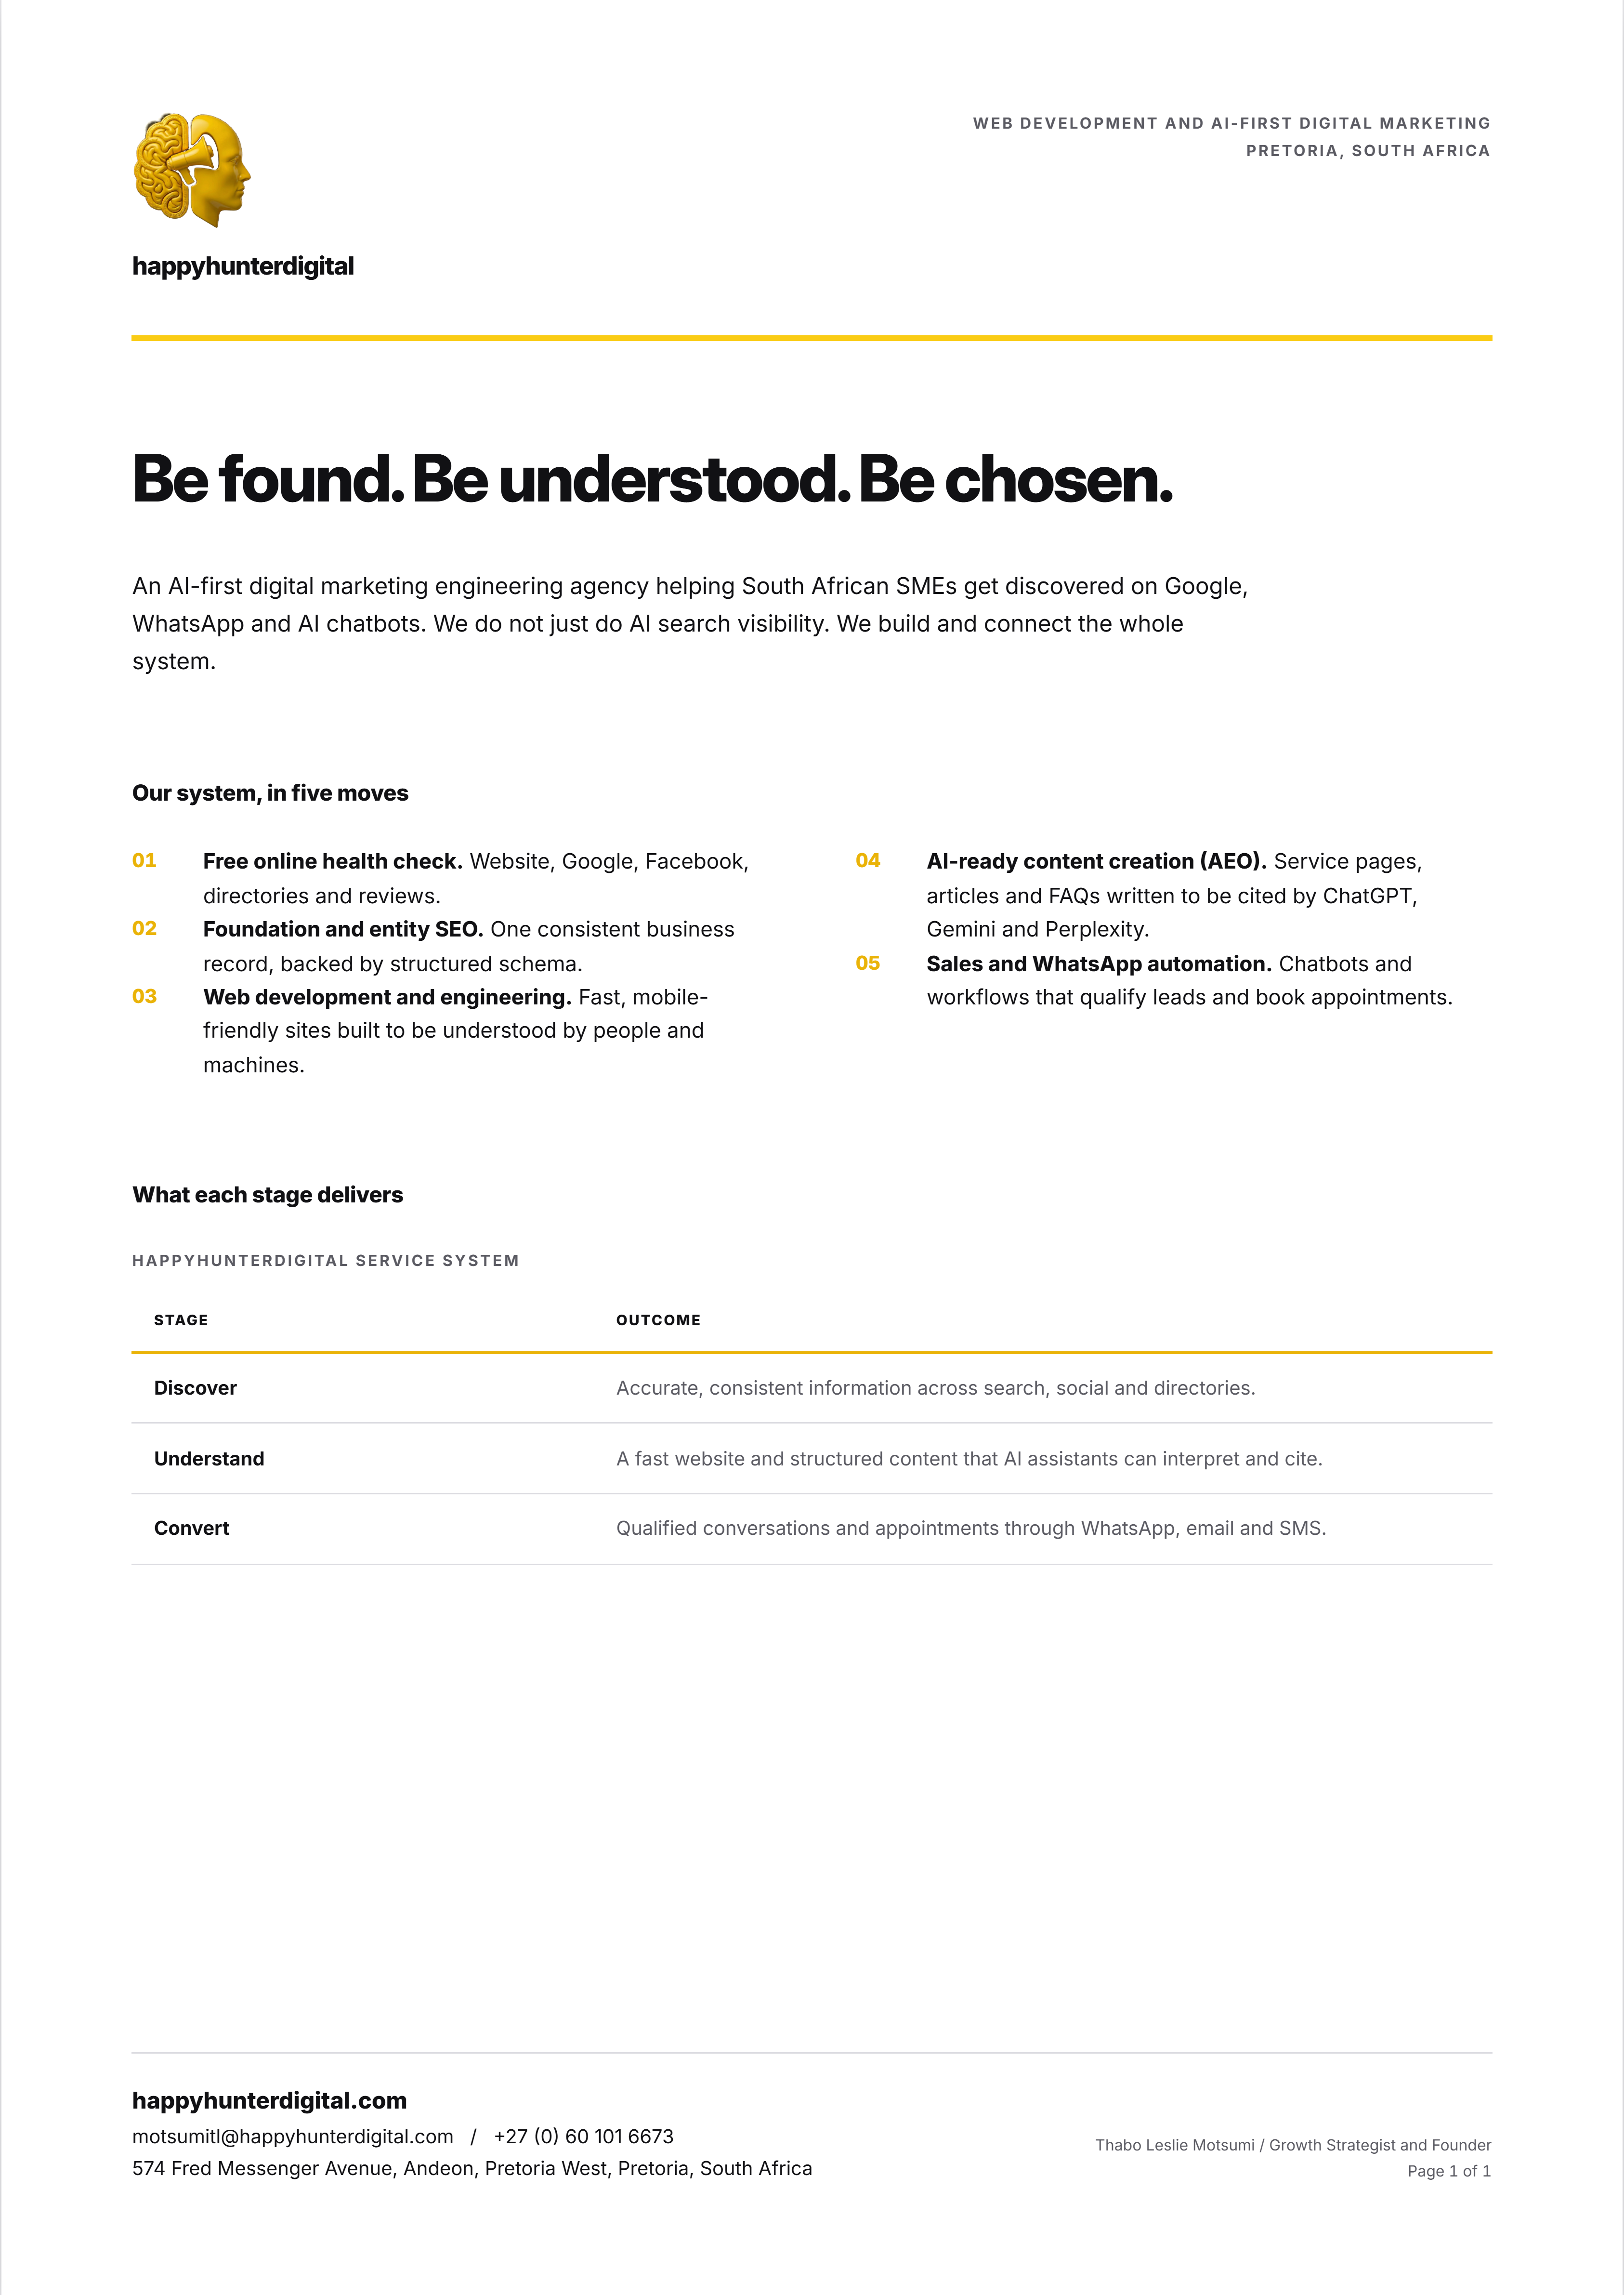 WEB DEVELOPMENT AND AI-FIRST DIGITAL MARKETING
PRETORIA, SOUTH AFRICA
happyhunterdigital
Be found. Be understood. Be chosen.
An AI-first digital marketing engineering agency helping South African SMEs get discovered on Google,
WhatsApp and AI chatbots. We do not just do AI search visibility. We build and connect the whole
system.
Our system, in five moves
01 Free online health check. Website, Google, Facebook,
directories and reviews.
02 Foundation and entity SEO. One consistent business
record, backed by structured schema.
03 Web development and engineering. Fast, mobile-
friendly sites built to be understood by people and
machines.
04 AI-ready content creation (AEO). Service pages,
articles and FAQs written to be cited by ChatGPT,
Gemini and Perplexity.
05 Sales and WhatsApp automation. Chatbots and
workflows that qualify leads and book appointments.
What each stage delivers
HAPPYHUNTERDIGITAL SERVICE SYSTEM
STAGE OUTCOME
Discover Accurate, consistent information across search, social and directories.
Understand A fast website and structured content that AI assistants can interpret and cite.
Convert Qualified conversations and appointments through WhatsApp, email and SMS.
happyhunterdigital.com
motsumitl@happyhunterdigital.com / +27 (0) 60 101 6673
574 Fred Messenger Avenue, Andeon, Pretoria West, Pretoria, South Africa
Thabo Leslie Motsumi / Growth Strategist and Founder
Page 1 of 1